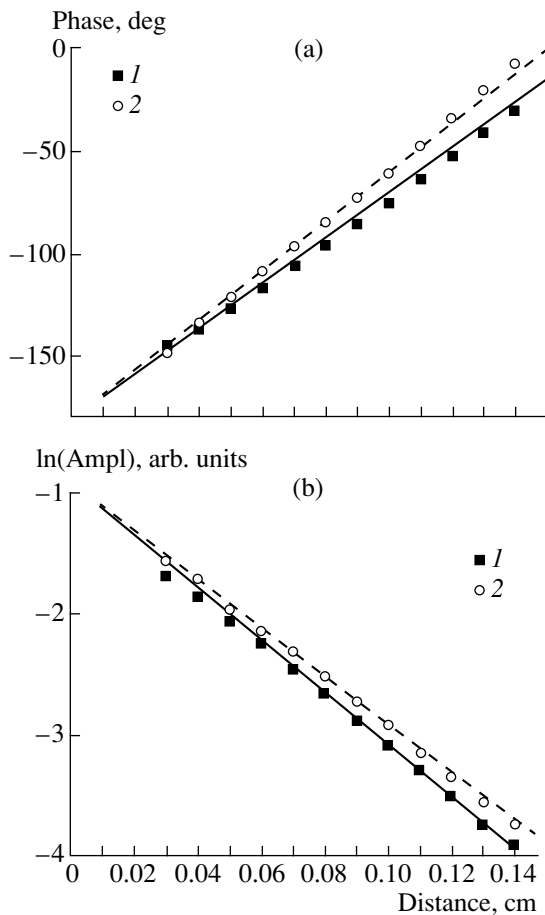 Phase, deg
0
(a)
1
2
−50
−100
−150
ln(Ampl), arb. units
−1
(b)
1
2
−2
−3
−4
0 0.02 0.04 0.06 0.08 0.10 0.12 0.14
Distance, cm